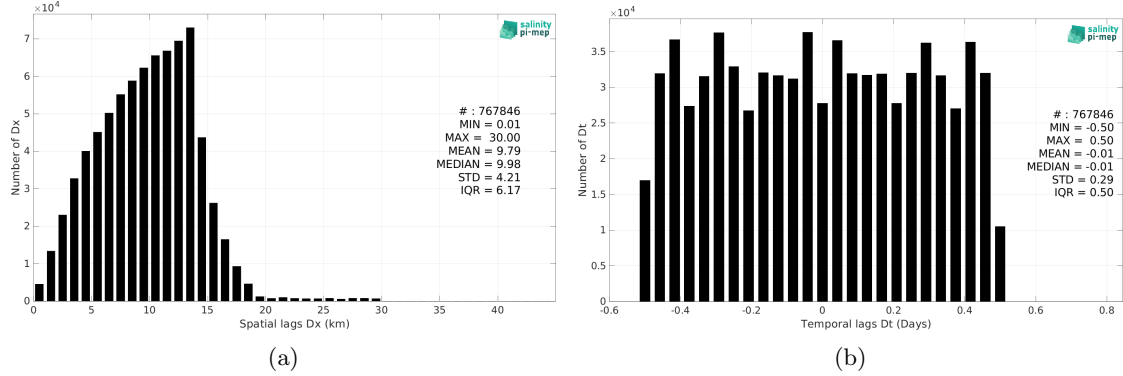 ×10⁴
7
6
5
4
3
2
1
0
Number of Dx
0 5 10 15 20 25 30 35 40
Spatial lags Dx (km)
salinity
pi-mep
# : 767846
MIN = 0.01
MAX = 30.00
MEAN = 9.79
MEDIAN = 9.98
STD = 4.21
IQR = 6.17
(a)
×10⁴
3.5
3
2.5
2
1.5
1
0.5
0
Number of Dt
-0.6 -0.4 -0.2 0 0.2 0.4 0.6 0.8
Temporal lags Dt (Days)
salinity
pi-mep
# : 767846
MIN = -0.50
MAX = 0.50
MEAN = -0.01
MEDIAN = -0.01
STD = 0.29
IQR = 0.50
(b)